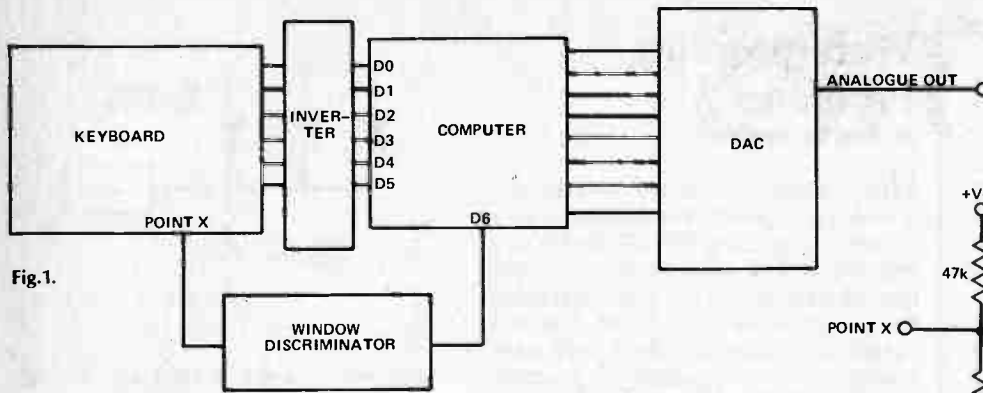 KEYBOARD
POINT X
INVER-
TER
D0
D1
D2
D3
D4
D5
COMPUTER
D6
DAC
ANALOGUE OUT
WINDOW
DISCRIMINATOR
Fig.1.
+V
47k
POINT X